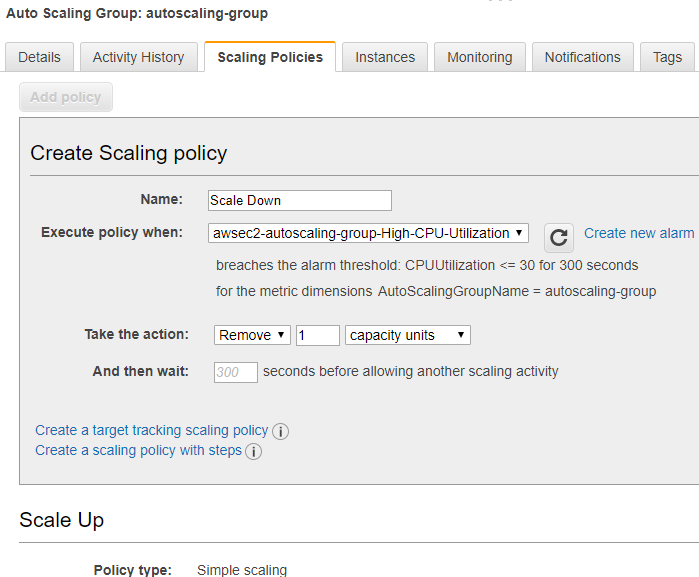 Auto Scaling Group: autoscaling-group
Details Activity History Scaling Policies Instances Monitoring Notifications Tags
Add policy
Create Scaling policy
Name: Scale Down
Execute policy when: awsec2-autoscaling-group-High-CPU-Utilization Create new alarm
breaches the alarm threshold: CPUUtilization <= 30 for 300 seconds
for the metric dimensions AutoScalingGroupName = autoscaling-group
Take the action: Remove 1 capacity units
And then wait: 300 seconds before allowing another scaling activity
Create a target tracking scaling policy i
Create a scaling policy with steps i
Scale Up
Policy type: Simple scaling